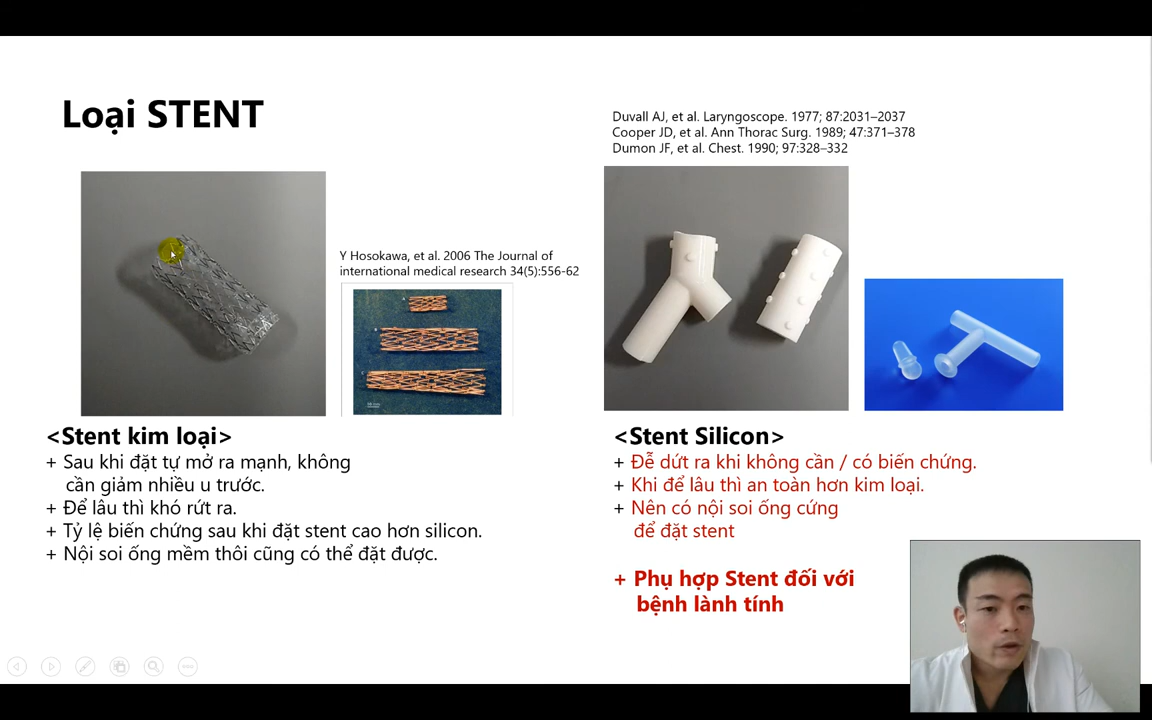 Loại STENT
Y Hosokawa, et al. 2006 The Journal of
international medical research 34(5):556-62
<Stent kim loại>
+ Sau khi đặt tự mở ra mạnh, không
cần giảm nhiều u trước.
+ Để lâu thì khó rứt ra.
+ Tỷ lệ biến chứng sau khi đặt stent cao hơn silicon.
+ Nội soi ống mềm thôi cũng có thể đặt được.
Duvall AJ, et al. Laryngoscope. 1977; 87:2031–2037
Cooper JD, et al. Ann Thorac Surg. 1989; 47:371–378
Dumon JF, et al. Chest. 1990; 97:328–332
<Stent Silicon>
+ Đễ dứt ra khi không cần / có biến chứng.
+ Khi để lâu thì an toàn hơn kim loại.
+ Nên có nội soi ống cứng
để đặt stent
+ Phụ hợp Stent đối với
bệnh lành tính